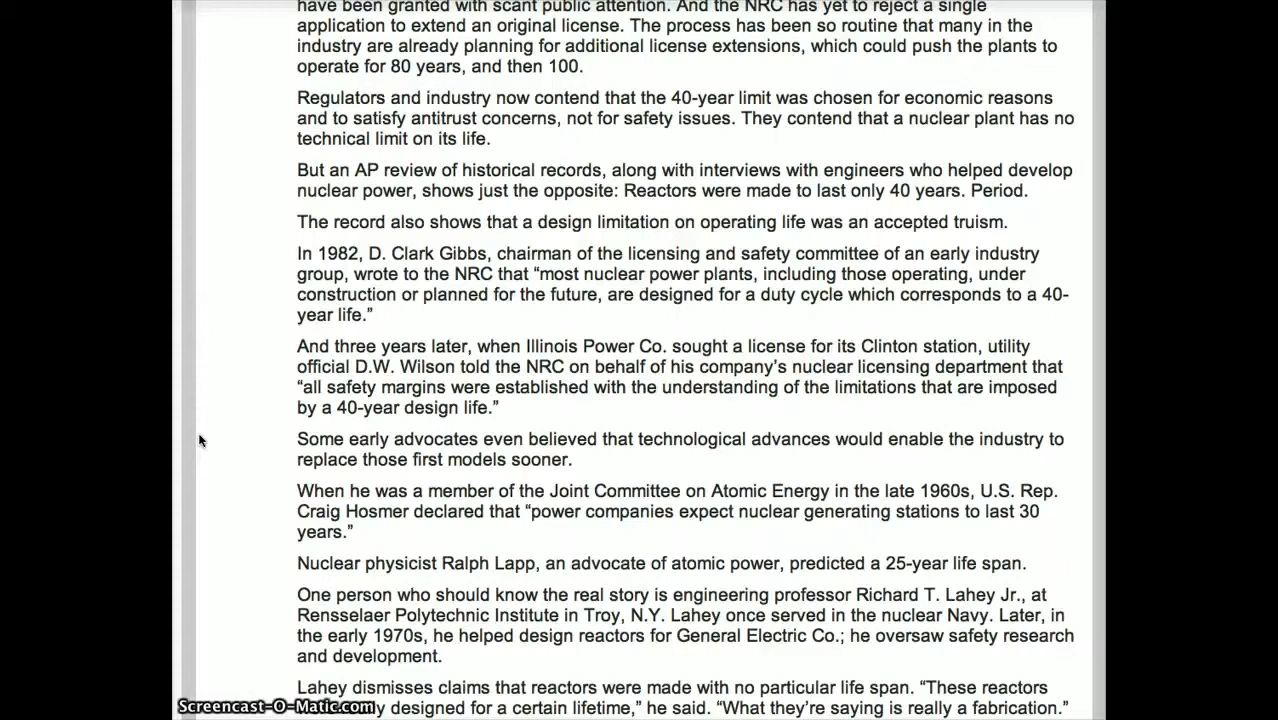 have been granted with scant public attention. And the NRC has yet to reject a single
application to extend an original license. The process has been so routine that many in the
industry are already planning for additional license extensions, which could push the plants to
operate for 80 years, and then 100.
Regulators and industry now contend that the 40-year limit was chosen for economic reasons
and to satisfy antitrust concerns, not for safety issues. They contend that a nuclear plant has no
technical limit on its life.
But an AP review of historical records, along with interviews with engineers who helped develop
nuclear power, shows just the opposite: Reactors were made to last only 40 years. Period.
The record also shows that a design limitation on operating life was an accepted truism.
In 1982, D. Clark Gibbs, chairman of the licensing and safety committee of an early industry
group, wrote to the NRC that “most nuclear power plants, including those operating, under
construction or planned for the future, are designed for a duty cycle which corresponds to a 40-
year life.”
And three years later, when Illinois Power Co. sought a license for its Clinton station, utility
official D.W. Wilson told the NRC on behalf of his company’s nuclear licensing department that
“all safety margins were established with the understanding of the limitations that are imposed
by a 40-year design life.”
Some early advocates even believed that technological advances would enable the industry to
replace those first models sooner.
When he was a member of the Joint Committee on Atomic Energy in the late 1960s, U.S. Rep.
Craig Hosmer declared that “power companies expect nuclear generating stations to last 30
years.”
Nuclear physicist Ralph Lapp, an advocate of atomic power, predicted a 25-year life span.
One person who should know the real story is engineering professor Richard T. Lahey Jr., at
Rensselaer Polytechnic Institute in Troy, N.Y. Lahey once served in the nuclear Navy. Later, in
the early 1970s, he helped design reactors for General Electric Co.; he oversaw safety research
and development.
Lahey dismisses claims that reactors were made with no particular life span. “These reactors
designed for a certain lifetime,” he said. “What they’re saying is really a fabrication.”
Screencast-O-Matic.com